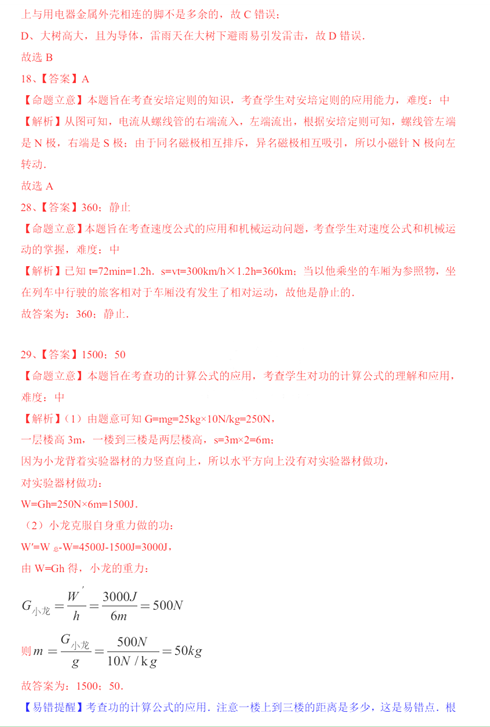 上与用电器金属外壳相连的脚不是多余的，故 C 错误；
D、大树高大，且为导体，雷雨天在大树下避雨易引发雷击，故 D 错误．
故选 B
18、【答案】A
【命题立意】本题旨在考查安培定则的知识，考查学生对安培定则的应用能力，难度：中
【解析】从图可知，电流从螺线管的右端流入，左端流出，根据安培定则可知，螺线管左端
是 N 极，右端是 S 极；由于同名磁极相互排斥，异名磁极相互吸引，所以小磁针 N 极向左
转动．
故选 A
28、【答案】360；静止
【命题立意】本题旨在考查速度公式的应用和机械运动问题，考查学生对速度公式和机械运
动的掌握，难度：中
【解析】已知 t=72min=1.2h．s=vt=300km/h×1.2h=360km；当以他乘坐的车厢为参照物，坐
在列车中行驶的旅客相对于车厢没有发生了相对运动，故他是静止的．
故答案为：360；静止．
29、【答案】1500；50
【命题立意】本题旨在考查功的计算公式的应用，考查学生对功的计算公式的理解和应用，
难度：中
【解析】（1）由题意可知 G=mg=25kg×10N/kg=250N，
一层楼高 3m，一楼到三楼是两层楼高，s=3m×2=6m；
因为小龙背着实验器材的力竖直向上，所以水平方向上没有对实验器材做功，
对实验器材做功：
W=Gh=250N×6m=1500J．
（2）小龙克服自身重力做的功：
W′=W总-W=4500J-1500J=3000J，
由 W=Gh 得，小龙的重力：
G小龙 = W′/h = 3000J/6m = 500N
则 m = G小龙/g = 500N/10N/kg = 50kg
故答案为：1500；50．
【易错提醒】考查功的计算公式的应用．注意一楼上到三楼的距离是多少，这是易错点．根